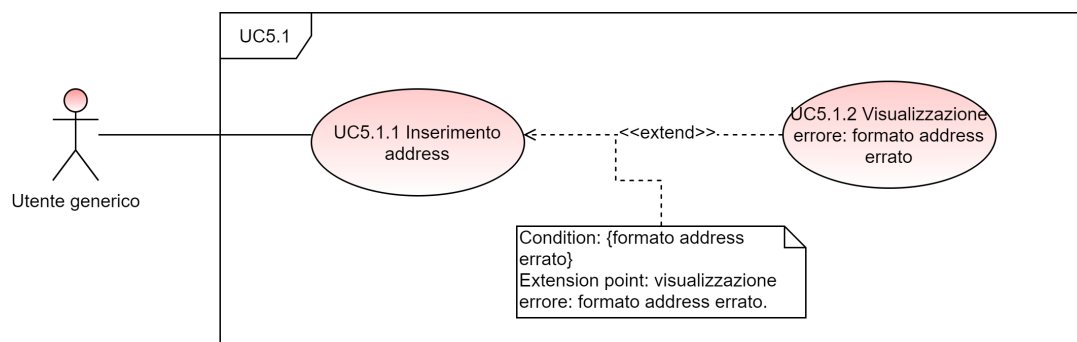 UC5.1
Utente generico
UC5.1.1 Inserimento
address
<<extend>>
UC5.1.2 Visualizzazione
errore: formato address
errato
Condition: {formato address
errato}
Extension point: visualizzazione
errore: formato address errato.